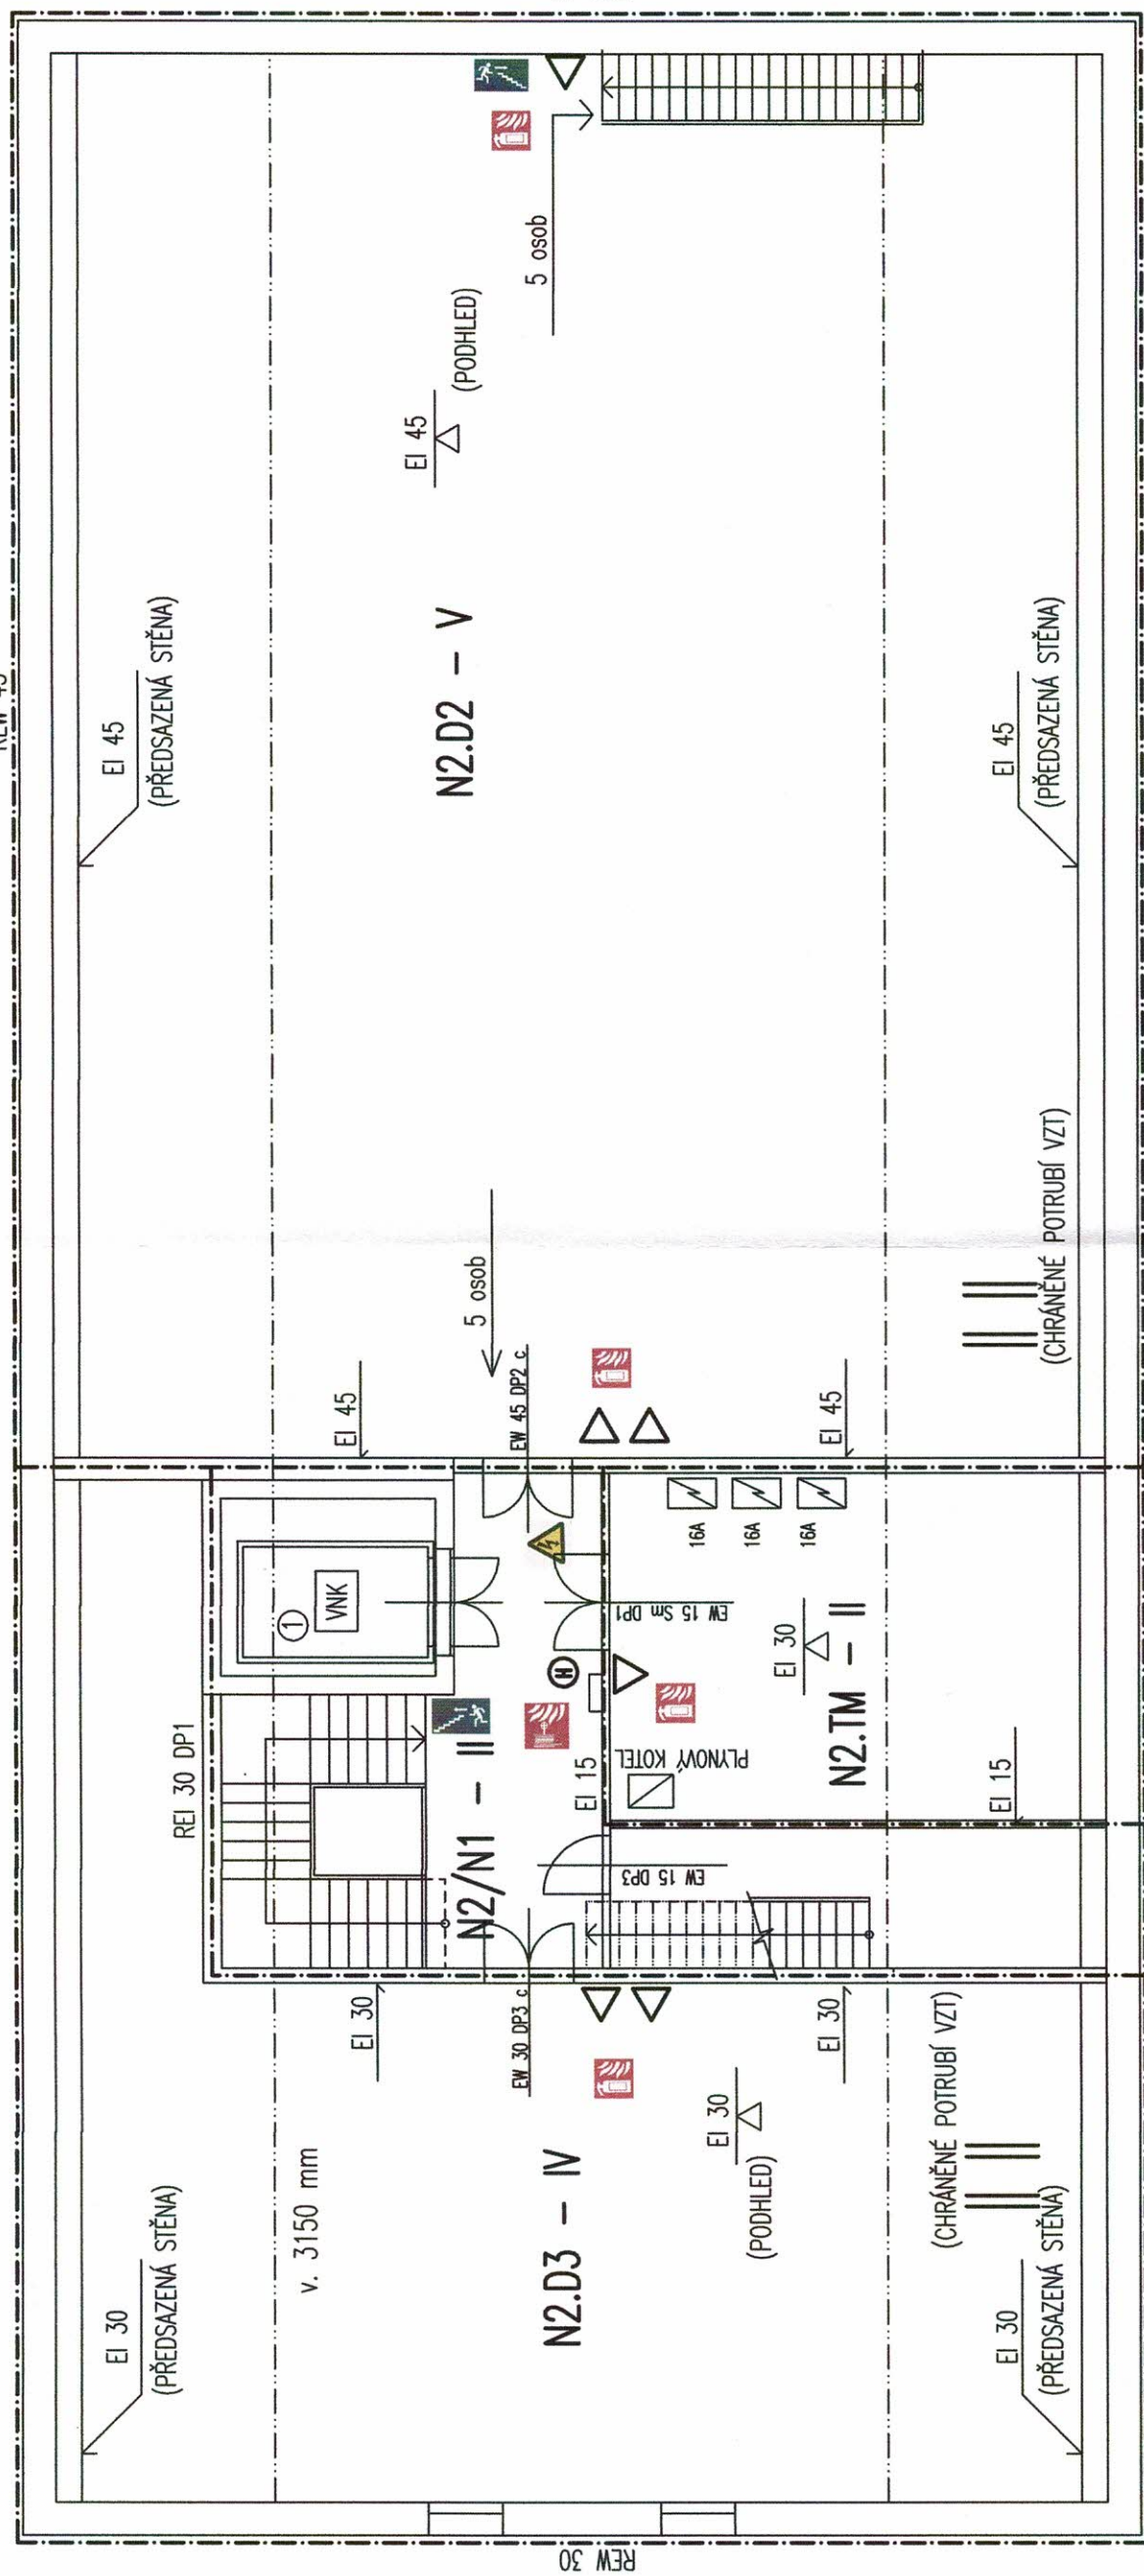 REW 45
EI 45
(PŘEDSAZENÁ STĚNA)
EI 45
(PODHLED)
5 osob
N2.D2 - V
EI 45
(PŘEDSAZENÁ STĚNA)
5 osob
EW 45 DP2 c
EI 45
EI 45
(CHRÁNĚNÉ POTRUBÍ VZT)
REI 30 DP1
1
VNK
N2/N1 - II
H
EW 15 Sm DP1
16A
16A
16A
EI 30
N2.TM - II
PLYNOVÝ KOTEL
EI 15
EI 15
EW 15 DP3
EI 30
EW 30 DP3 c
EI 30
EI 30
(PŘEDSAZENÁ STĚNA)
v. 3150 mm
N2.D3 - IV
EI 30
(PODHLED)
(CHRÁNĚNÉ POTRUBÍ VZT)
EI 30
(PŘEDSAZENÁ STĚNA)
REW 30